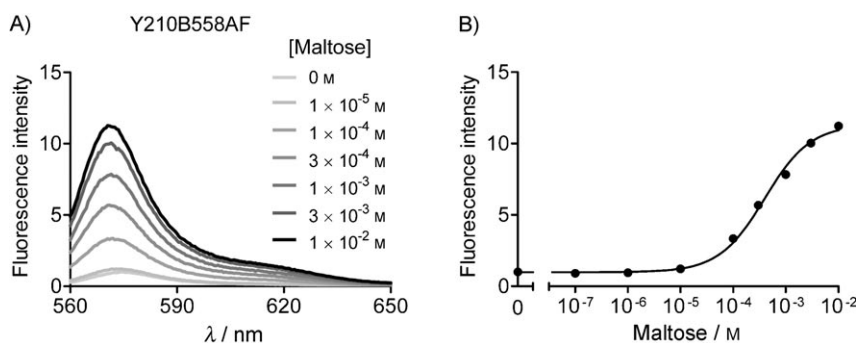 A) Y210B558AF
[Maltose]
0 M
1 × 10⁻⁵ M
1 × 10⁻⁴ M
3 × 10⁻⁴ M
1 × 10⁻³ M
3 × 10⁻³ M
1 × 10⁻² M
Fluorescence intensity
15
10
5
0
560 590 620 650
λ / nm
B)
Fluorescence intensity
15
10
5
0
0 10⁻⁷ 10⁻⁶ 10⁻⁵ 10⁻⁴ 10⁻³ 10⁻²
Maltose / M